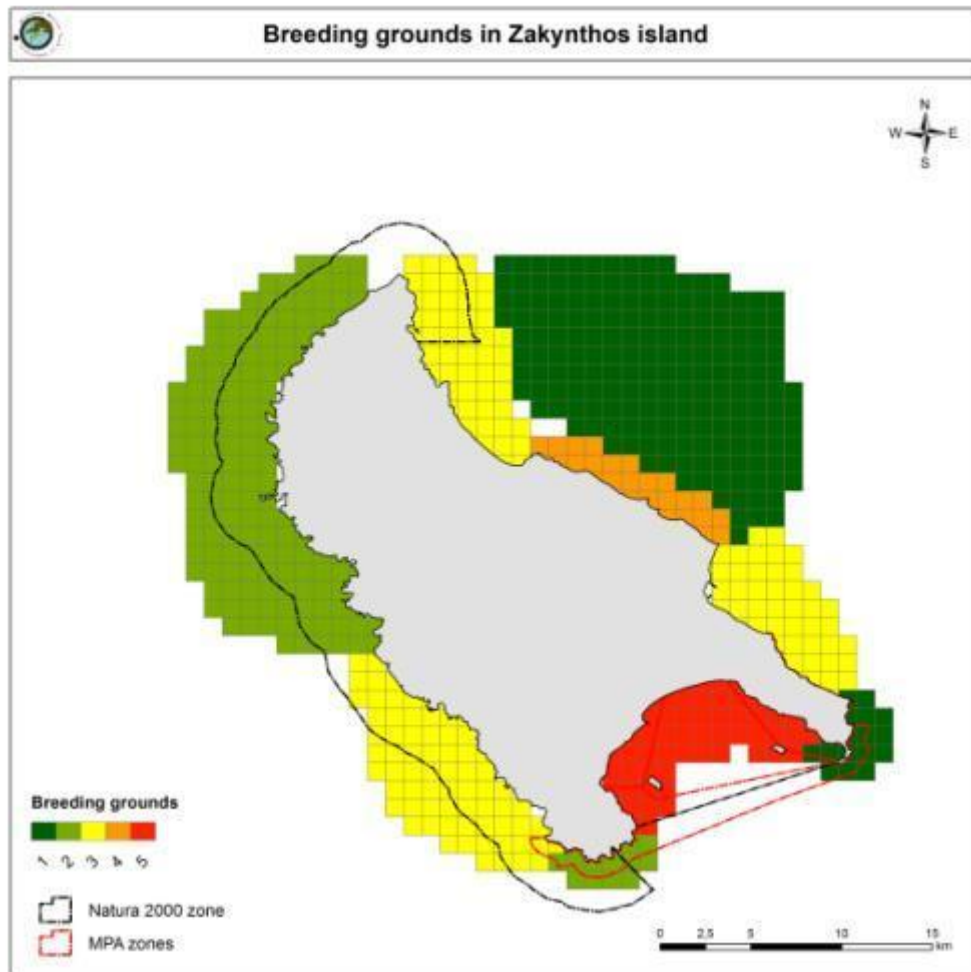 Breeding grounds in Zakynthos island
N
W E
S
Breeding grounds
1 2 3 4 5
Natura 2000 zone
MPA zones
0 2,5 5 10 15
km